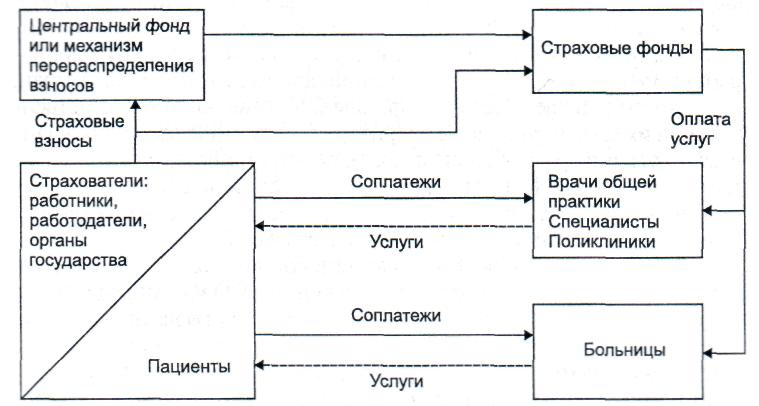 Центральный фонд
или механизм
перераспределения
взносов
Страховые фонды
Страховые
взносы
Оплата
услуг
Страхователи:
работники,
работодатели,
органы
государства
Пациенты
Соплатежи
Услуги
Врачи общей
практики
Специалисты
Поликлиники
Соплатежи
Услуги
Больницы